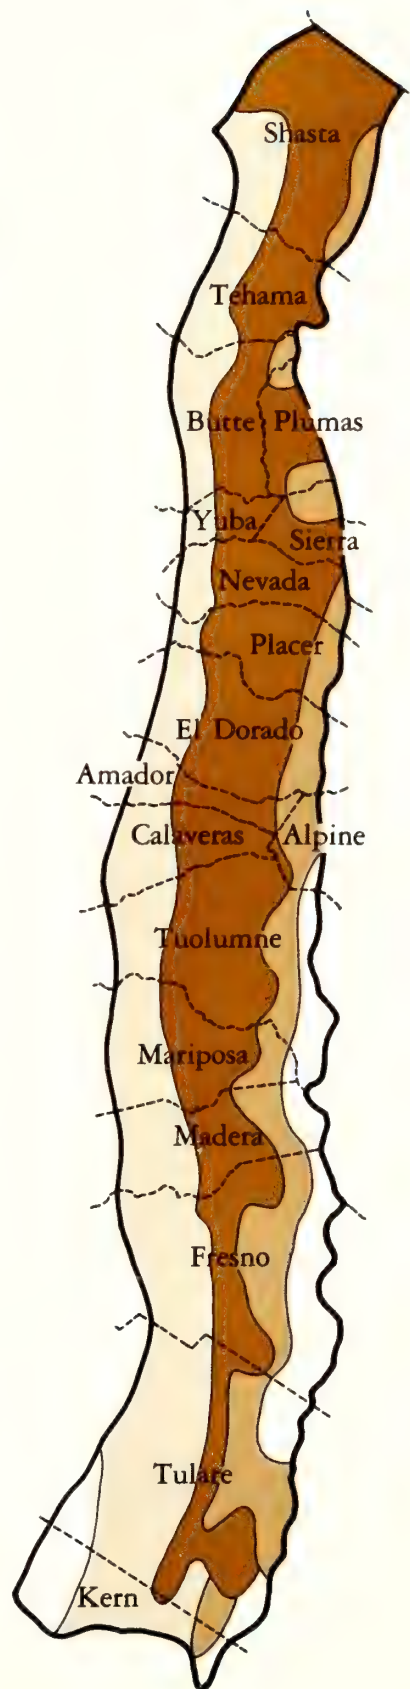 Shasta
Tehama
Butte Plumas
Yuba
Sierra
Nevada
Placer
El Dorado
Amador
Calaveras Alpine
Tuolumne
Mariposa
Madera
Fresno
Tulare
Kern